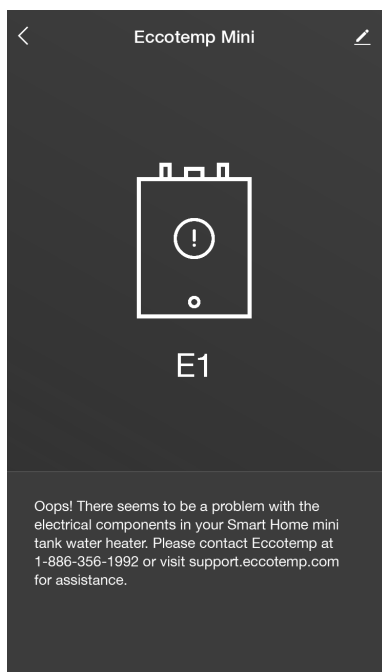 Eccotemp Mini
!
E1
Oops! There seems to be a problem with the
electrical components in your Smart Home mini
tank water heater. Please contact Eccotemp at
1-886-356-1992 or visit support.eccotemp.com
for assistance.